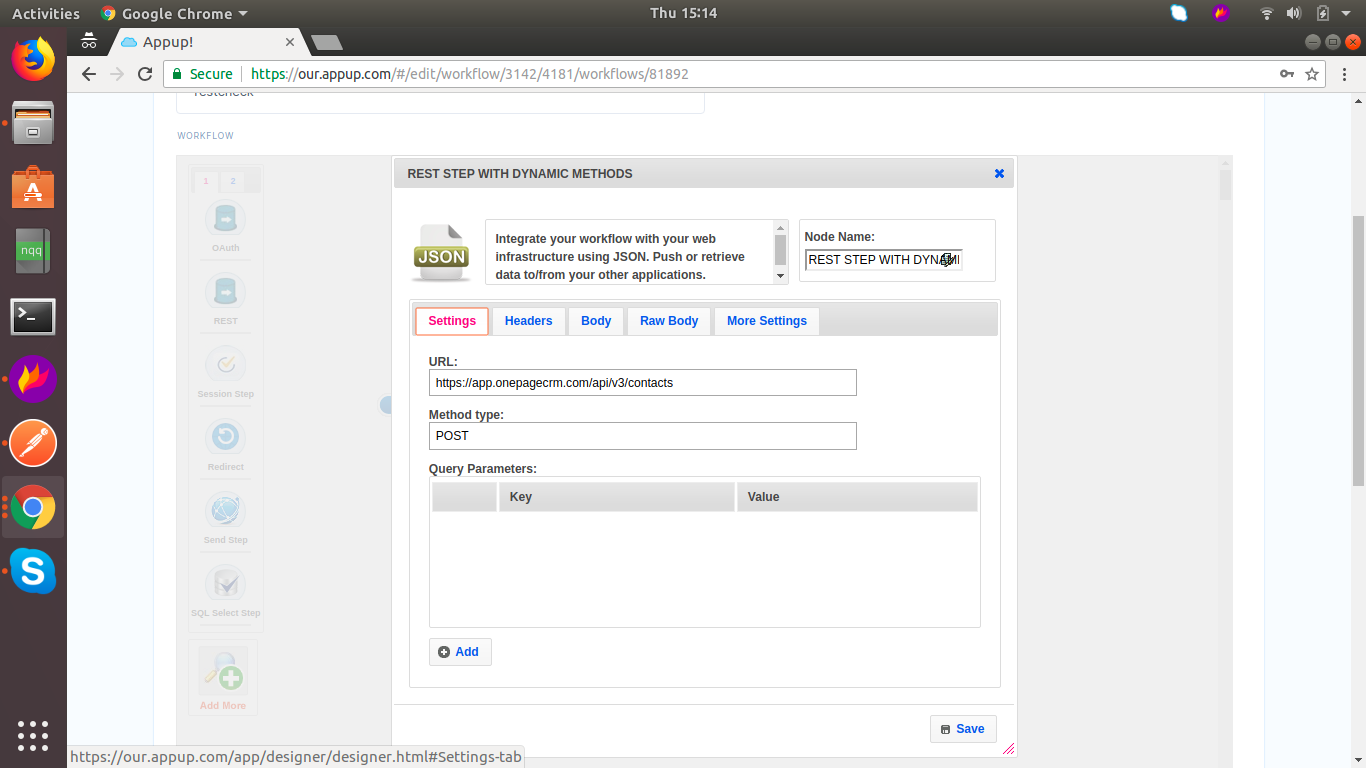 Activities
Google Chrome
Thu 15:14
Appup!
Secure
https://our.appup.com/#/edit/workflow/3142/4181/workflows/81892
Testcheck
WORKFLOW
1 2
OAuth
REST
Session Step
Redirect
Send Step
SQL Select Step
Add More
REST STEP WITH DYNAMIC METHODS
JSON
Integrate your workflow with your web
infrastructure using JSON. Push or retrieve
data to/from your other applications.
Node Name:
REST STEP WITH DYNAMI
Settings
Headers
Body
Raw Body
More Settings
URL:
https://app.onepagecrm.com/api/v3/contacts
Method type:
POST
Query Parameters:
Key
Value
Add
Save
nqq
S
https://our.appup.com/app/designer/designer.html#Settings-tab